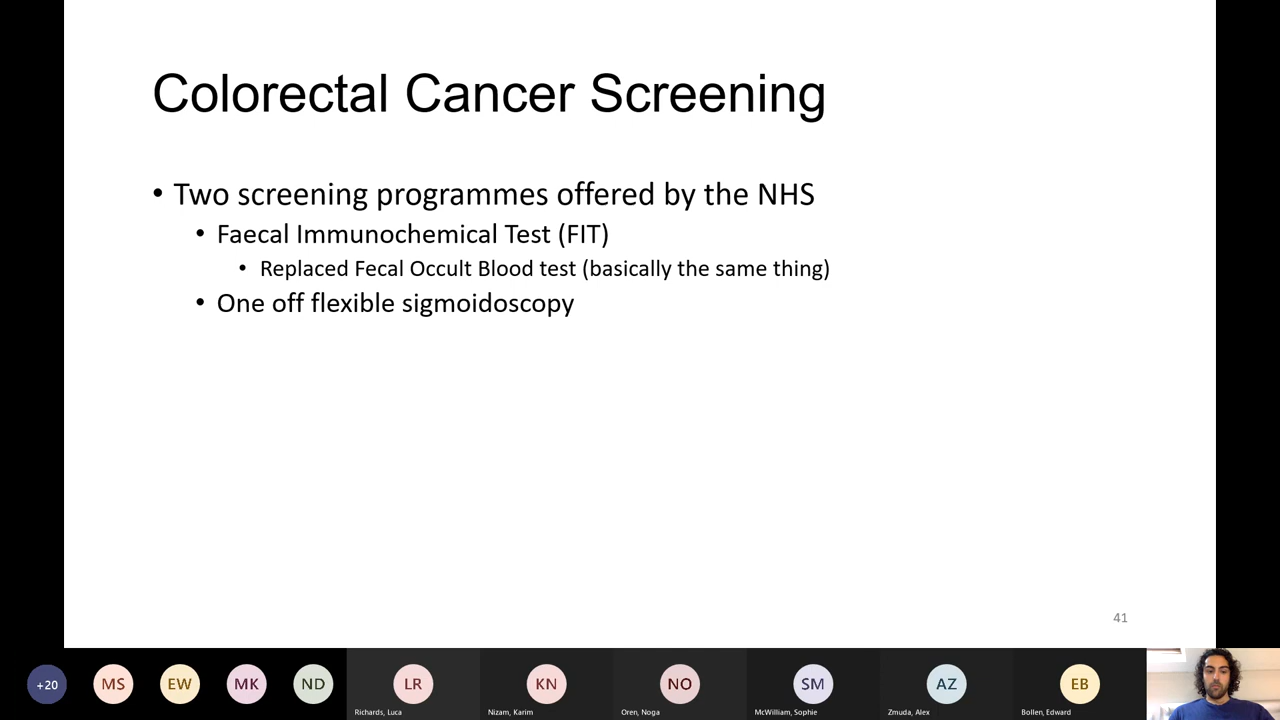 Colorectal Cancer Screening
• Two screening programmes offered by the NHS
• Faecal Immunochemical Test (FIT)
• Replaced Fecal Occult Blood test (basically the same thing)
• One off flexible sigmoidoscopy
41
+20
MS
EW
MK
ND
LR
KN
NO
SM
AZ
EB
Richards, Luca
Nizam, Karim
Oren, Noga
McWilliam, Sophie
Zmuda, Alex
Bollen, Edward